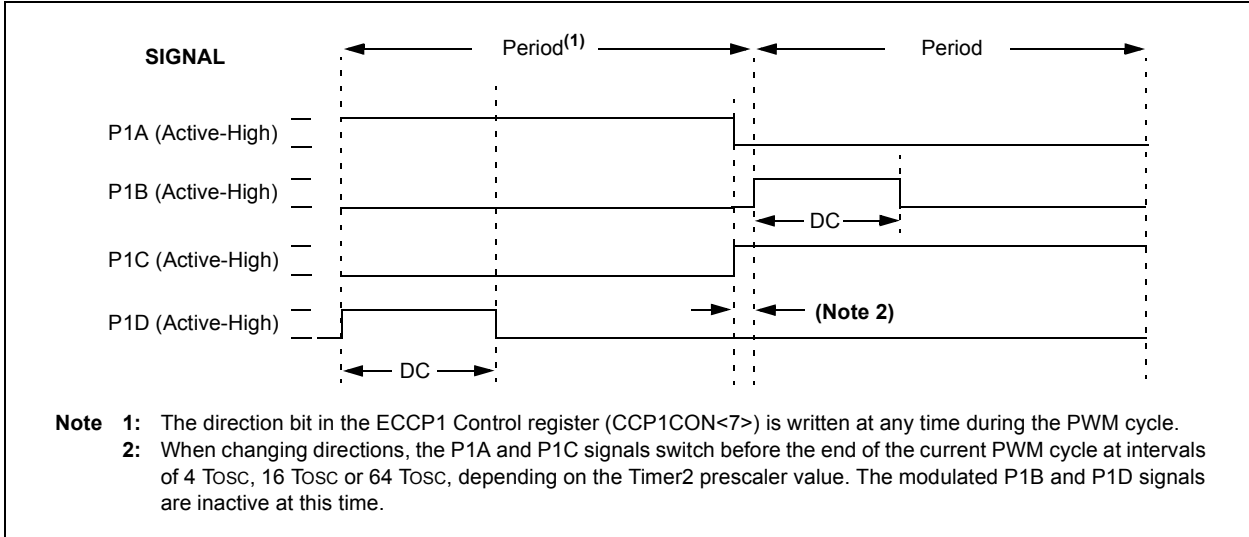 SIGNAL
Period(1)
Period
P1A (Active-High)
P1B (Active-High)
DC
P1C (Active-High)
P1D (Active-High)
(Note 2)
DC
Note 1: The direction bit in the ECCP1 Control register (CCP1CON<7>) is written at any time during the PWM cycle.
2: When changing directions, the P1A and P1C signals switch before the end of the current PWM cycle at intervals
of 4 TOSC, 16 TOSC or 64 TOSC, depending on the Timer2 prescaler value. The modulated P1B and P1D signals
are inactive at this time.